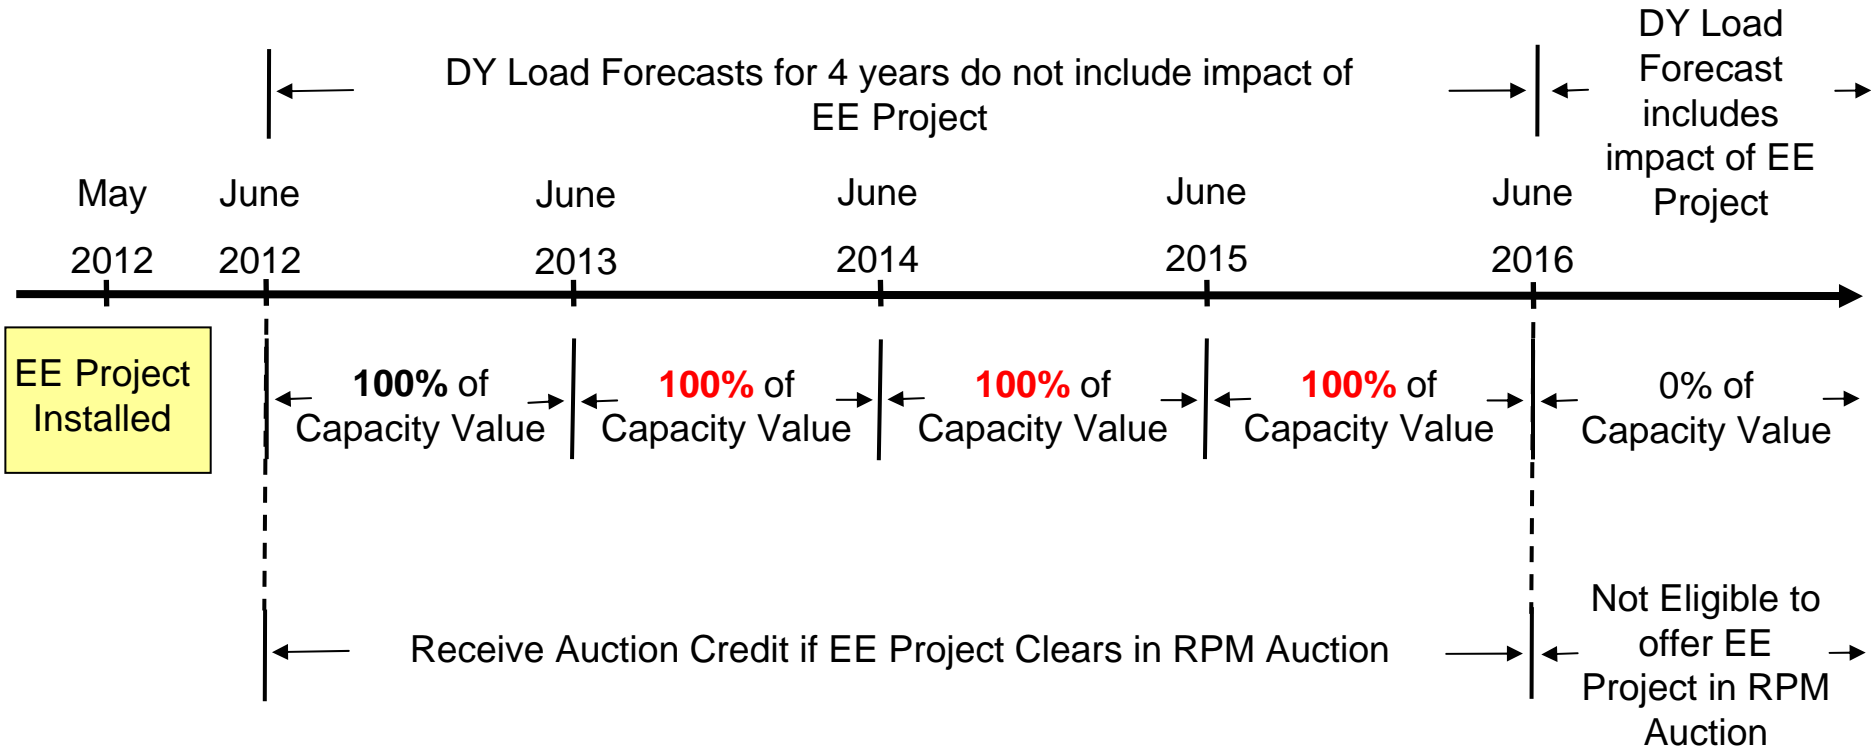 DY Load Forecasts for 4 years do not include impact of
EE Project
DY Load
Forecast
includes
impact of EE
Project
May
2012
June
2012
June
2013
June
2014
June
2015
June
2016
EE Project
Installed
100% of
Capacity Value
100% of
Capacity Value
100% of
Capacity Value
100% of
Capacity Value
0% of
Capacity Value
Receive Auction Credit if EE Project Clears in RPM Auction
Not Eligible to
offer EE
Project in RPM
Auction